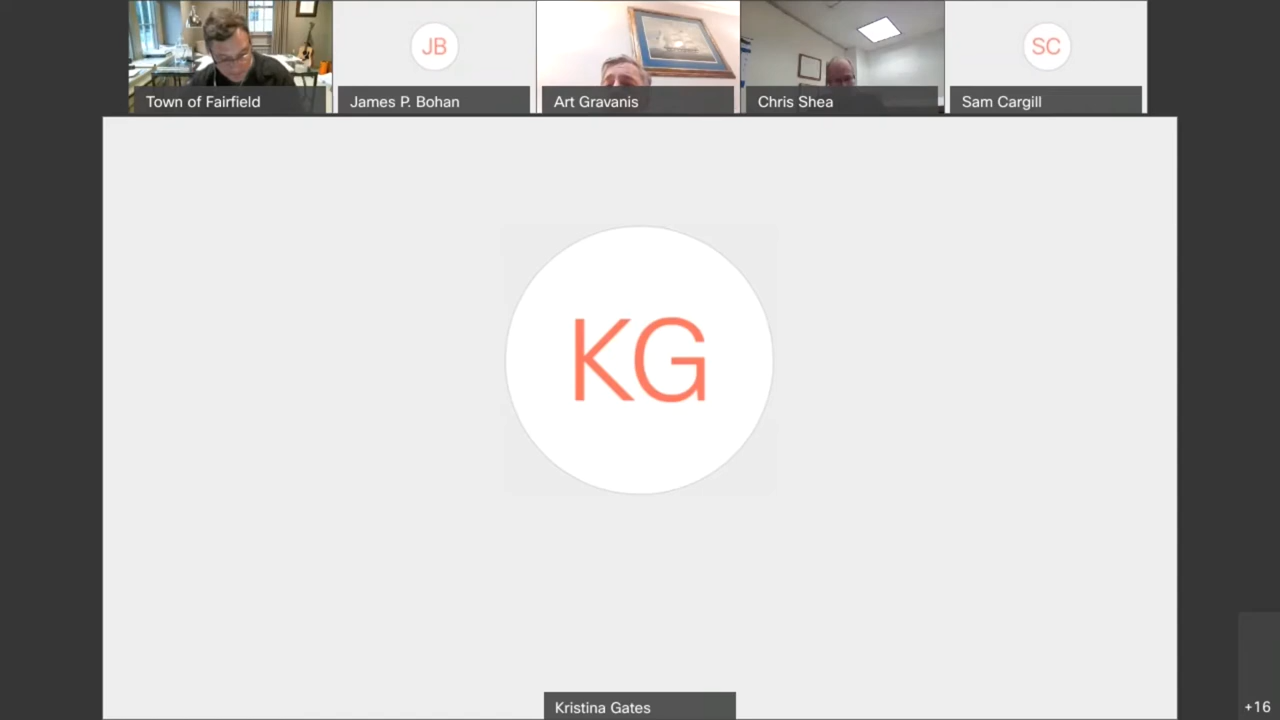 JB
SC
Town of Fairfield
James P. Bohan
Art Gravanis
Chris Shea
Sam Cargill
KG
Kristina Gates
+16